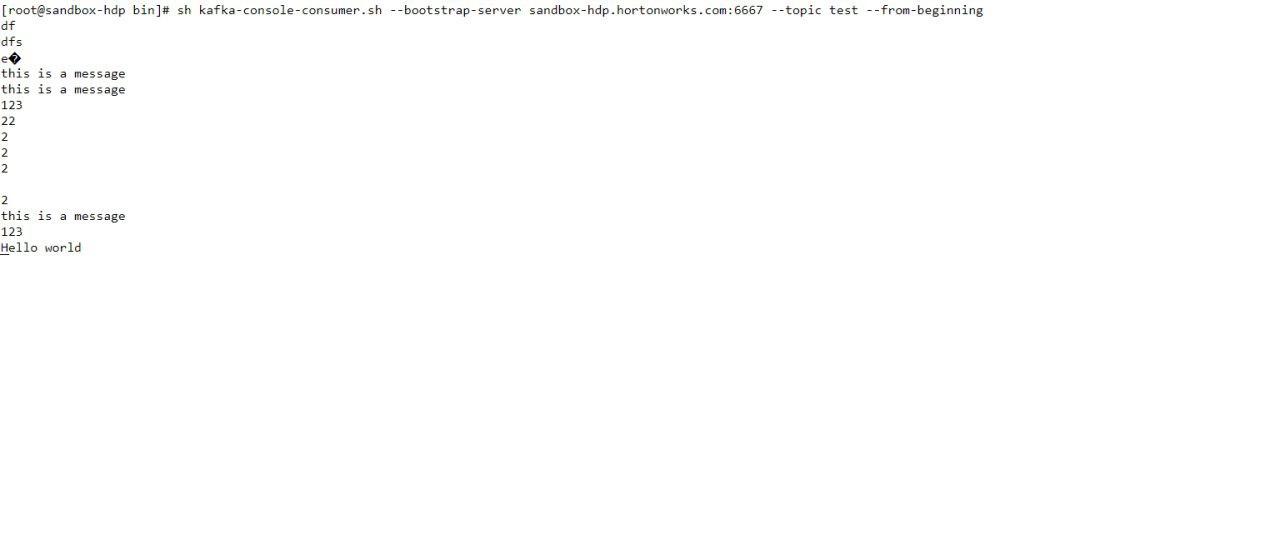 [root@sandbox-hdp bin]# sh kafka-console-consumer.sh --bootstrap-server sandbox-hdp.hortonworks.com:6667 --topic test --from-beginning
df
dfs
e�
this is a message
this is a message
123
22
2
2
2

2
this is a message
123
Hello world